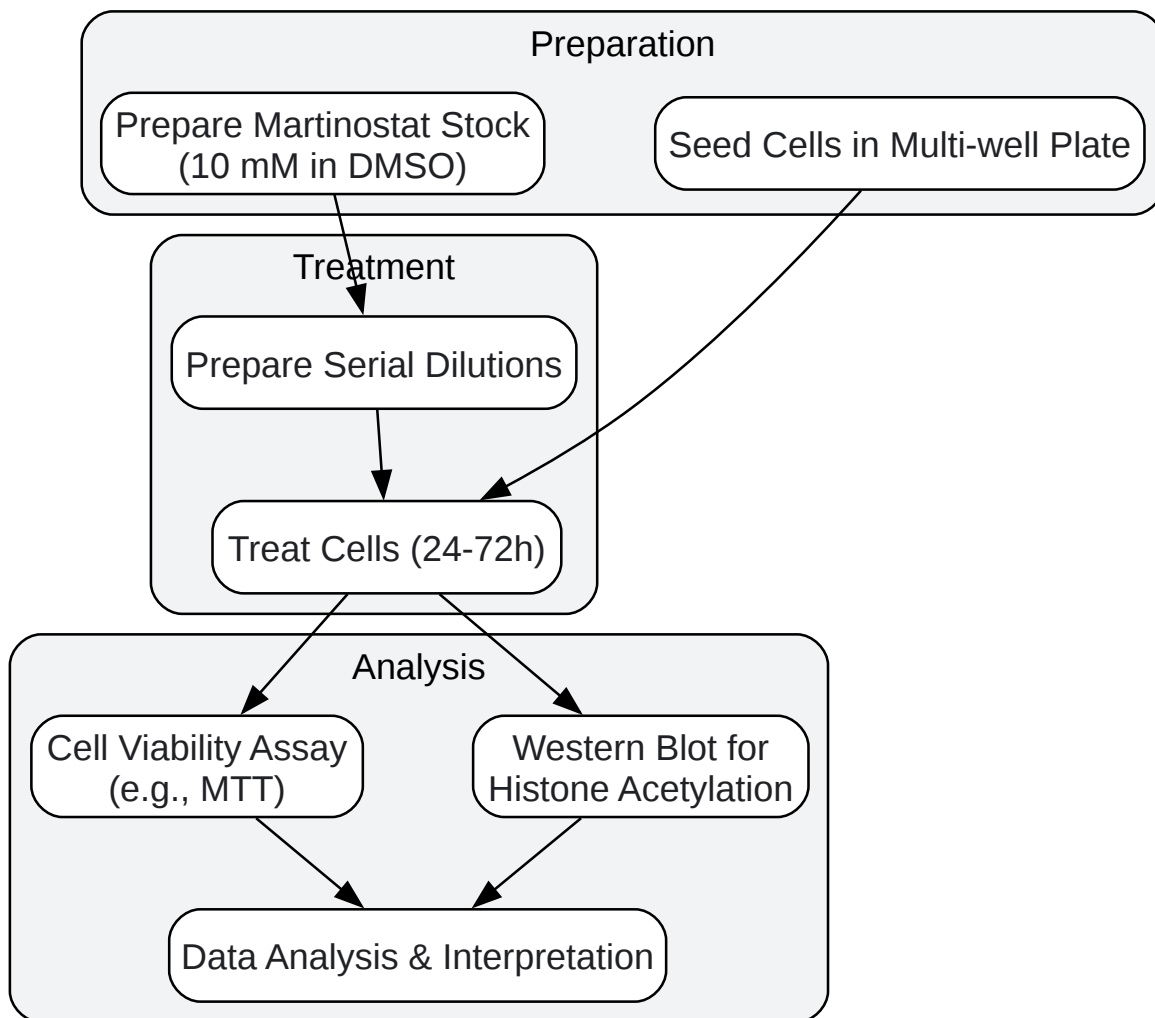 Preparation
Prepare Martinostat Stock
(10 mM in DMSO)
Seed Cells in Multi-well Plate
Treatment
Prepare Serial Dilutions
Treat Cells (24-72h)
Analysis
Cell Viability Assay
(e.g., MTT)
Western Blot for
Histone Acetylation
Data Analysis & Interpretation